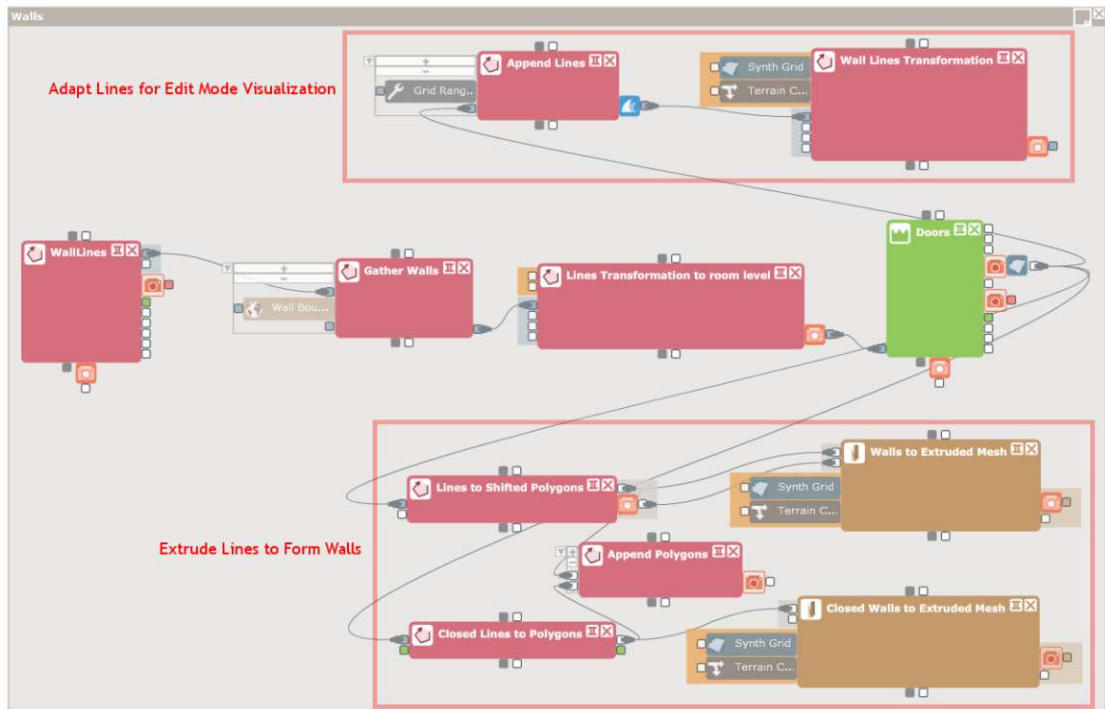 Walls
Adapt Lines for Edit Mode Visualization
Append Lines
Grid Rang..
Synth Grid
Terrain C...
Wall Lines Transformation
WallLines
Gather Walls
Wall Bou...
Lines Transformation to room level
Doors
Extrude Lines to Form Walls
Lines to Shifted Polygons
Walls to Extruded Mesh
Synth Grid
Terrain C...
Append Polygons
Closed Lines to Polygons
Closed Walls to Extruded Mesh
Synth Grid
Terrain C...